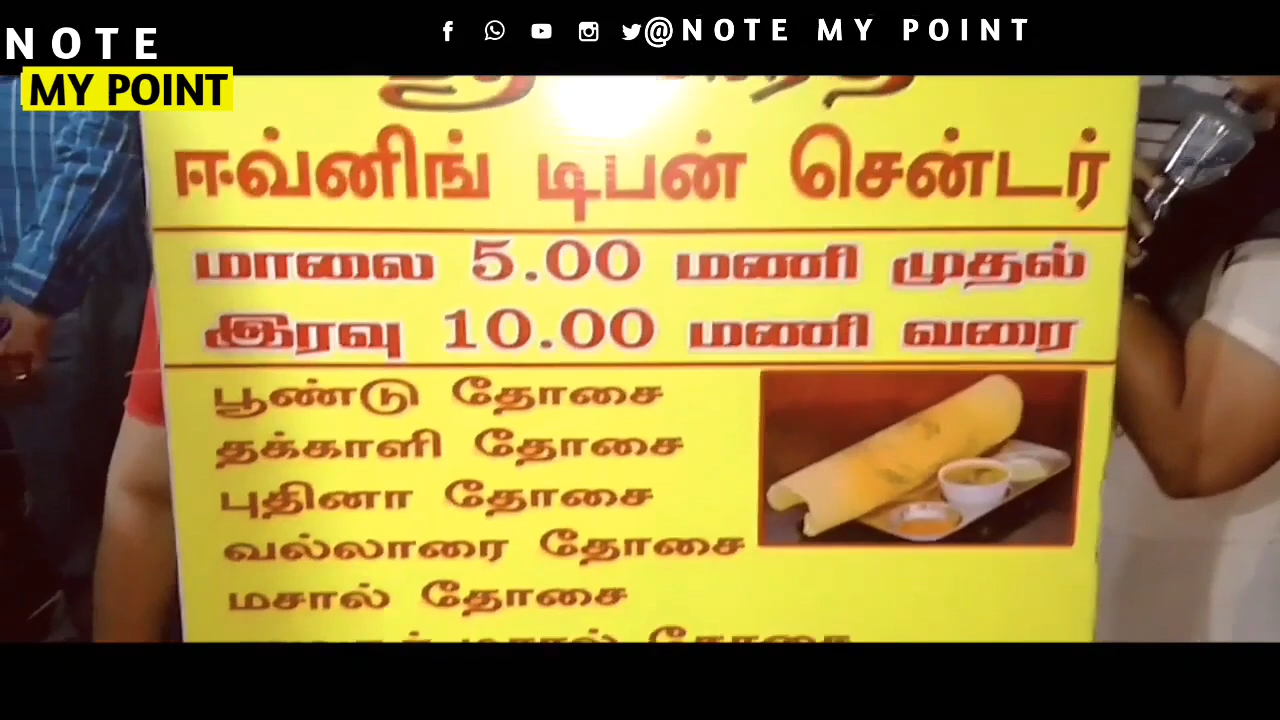 NOTE
MY POINT
@NOTE MY POINT
ஈவ்னிங் டிபன் சென்டர்
மாலை 5.00 மணி முதல்
இரவு 10.00 மணி வரை
பூண்டு தோசை
தக்காளி தோசை
புதினா தோசை
வல்லாரை தோசை
மசால் தோசை
மசால் தோசை